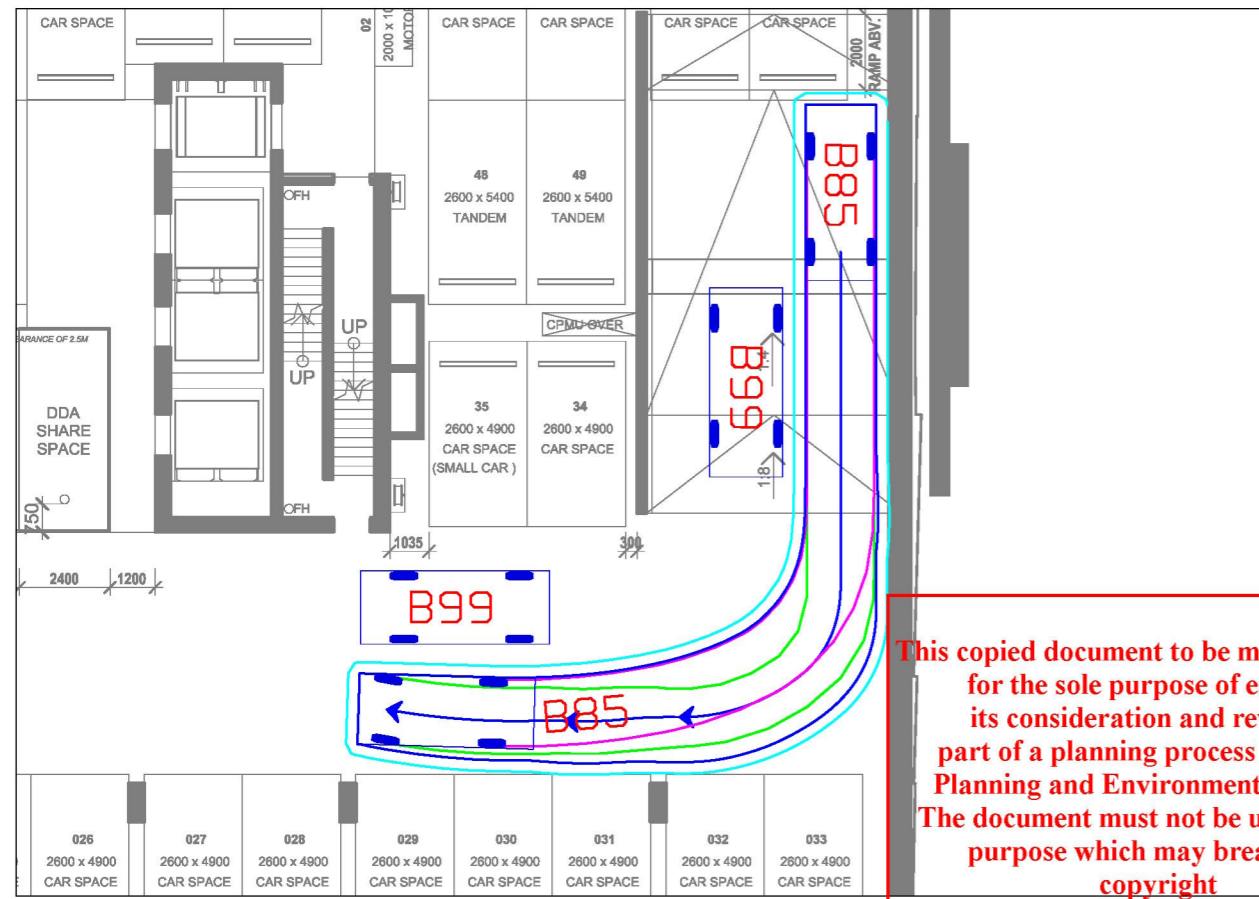 CAR SPACE
02
2000 x 10
MOTOR
CAR SPACE
CAR SPACE
CAR SPACE
CAR SPACE
2000
RAMP ABV.
B85
48
2600 x 5400
TANDEM
49
2600 x 5400
TANDEM
OFH
UP
UP
CPMU OVER
B99
1:4
1:8
ARANCE OF 2.5M
DDA
SHARE
SPACE
750
35
2600 x 4900
CAR SPACE
(SMALL CAR )
34
2600 x 4900
CAR SPACE
OFH
1035
300
2400
1200
B99
B85
026
2600 x 4900
CAR SPACE
027
2600 x 4900
CAR SPACE
028
2600 x 4900
CAR SPACE
029
2600 x 4900
CAR SPACE
030
2600 x 4900
CAR SPACE
031
2600 x 4900
CAR SPACE
032
2600 x 4900
CAR SPACE
033
2600 x 4900
CAR SPACE
This copied document to be m
for the sole purpose of e
its consideration and re
part of a planning process
Planning and Environment
The document must not be u
purpose which may brea
copyright